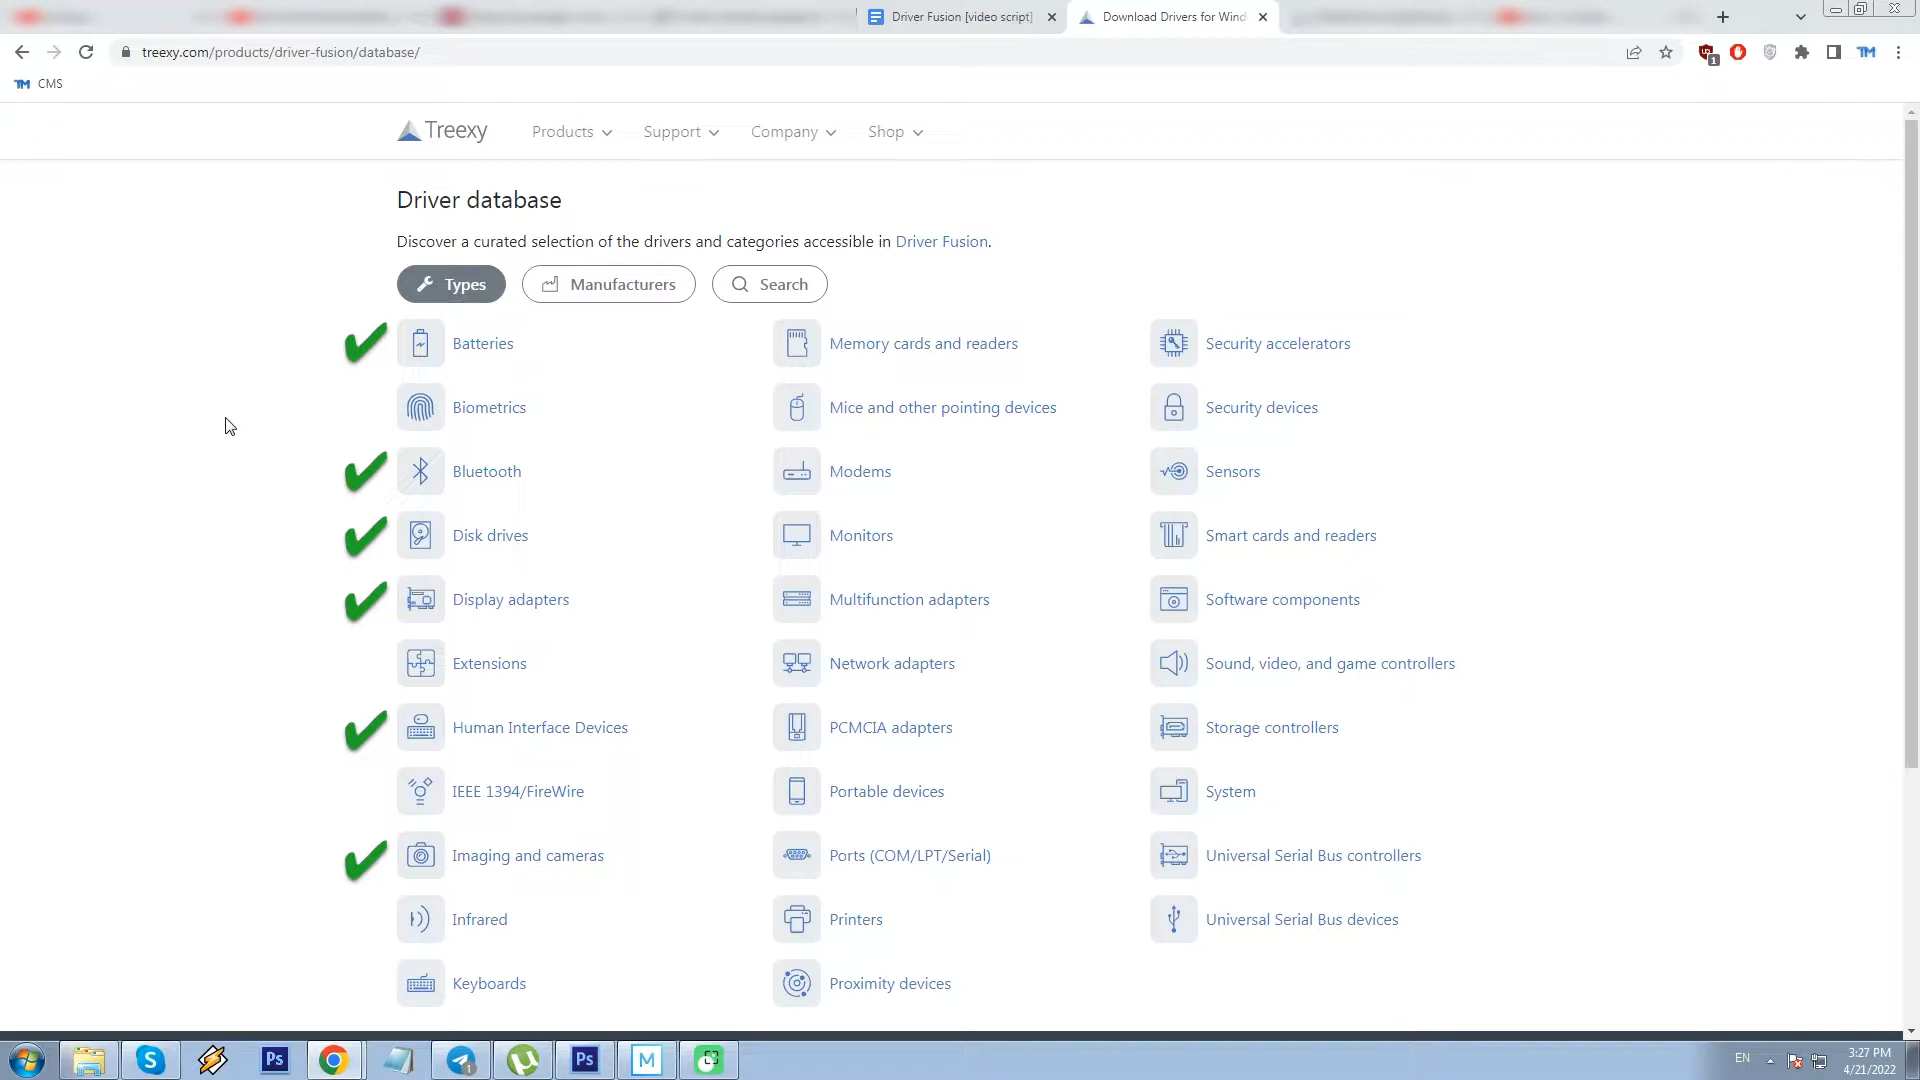 Driver Fusion [video script]
Download Drivers for Wind
treexy.com/products/driver-fusion/database/
1
TM
TM CMS
Treexy
Products
Support
Company
Shop
Driver database
Discover a curated selection of the drivers and categories accessible in Driver Fusion.
Types
Manufacturers
Search
Batteries
Memory cards and readers
Security accelerators
Biometrics
Mice and other pointing devices
Security devices
Bluetooth
Modems
Sensors
Disk drives
Monitors
Smart cards and readers
Display adapters
Multifunction adapters
Software components
Extensions
Network adapters
Sound, video, and game controllers
Human Interface Devices
PCMCIA adapters
Storage controllers
IEEE 1394/FireWire
Portable devices
System
Imaging and cameras
Ports (COM/LPT/Serial)
Universal Serial Bus controllers
Infrared
Printers
Universal Serial Bus devices
Keyboards
Proximity devices
S
Ps
1
Ps
M
EN
3:27 PM
4/21/2022